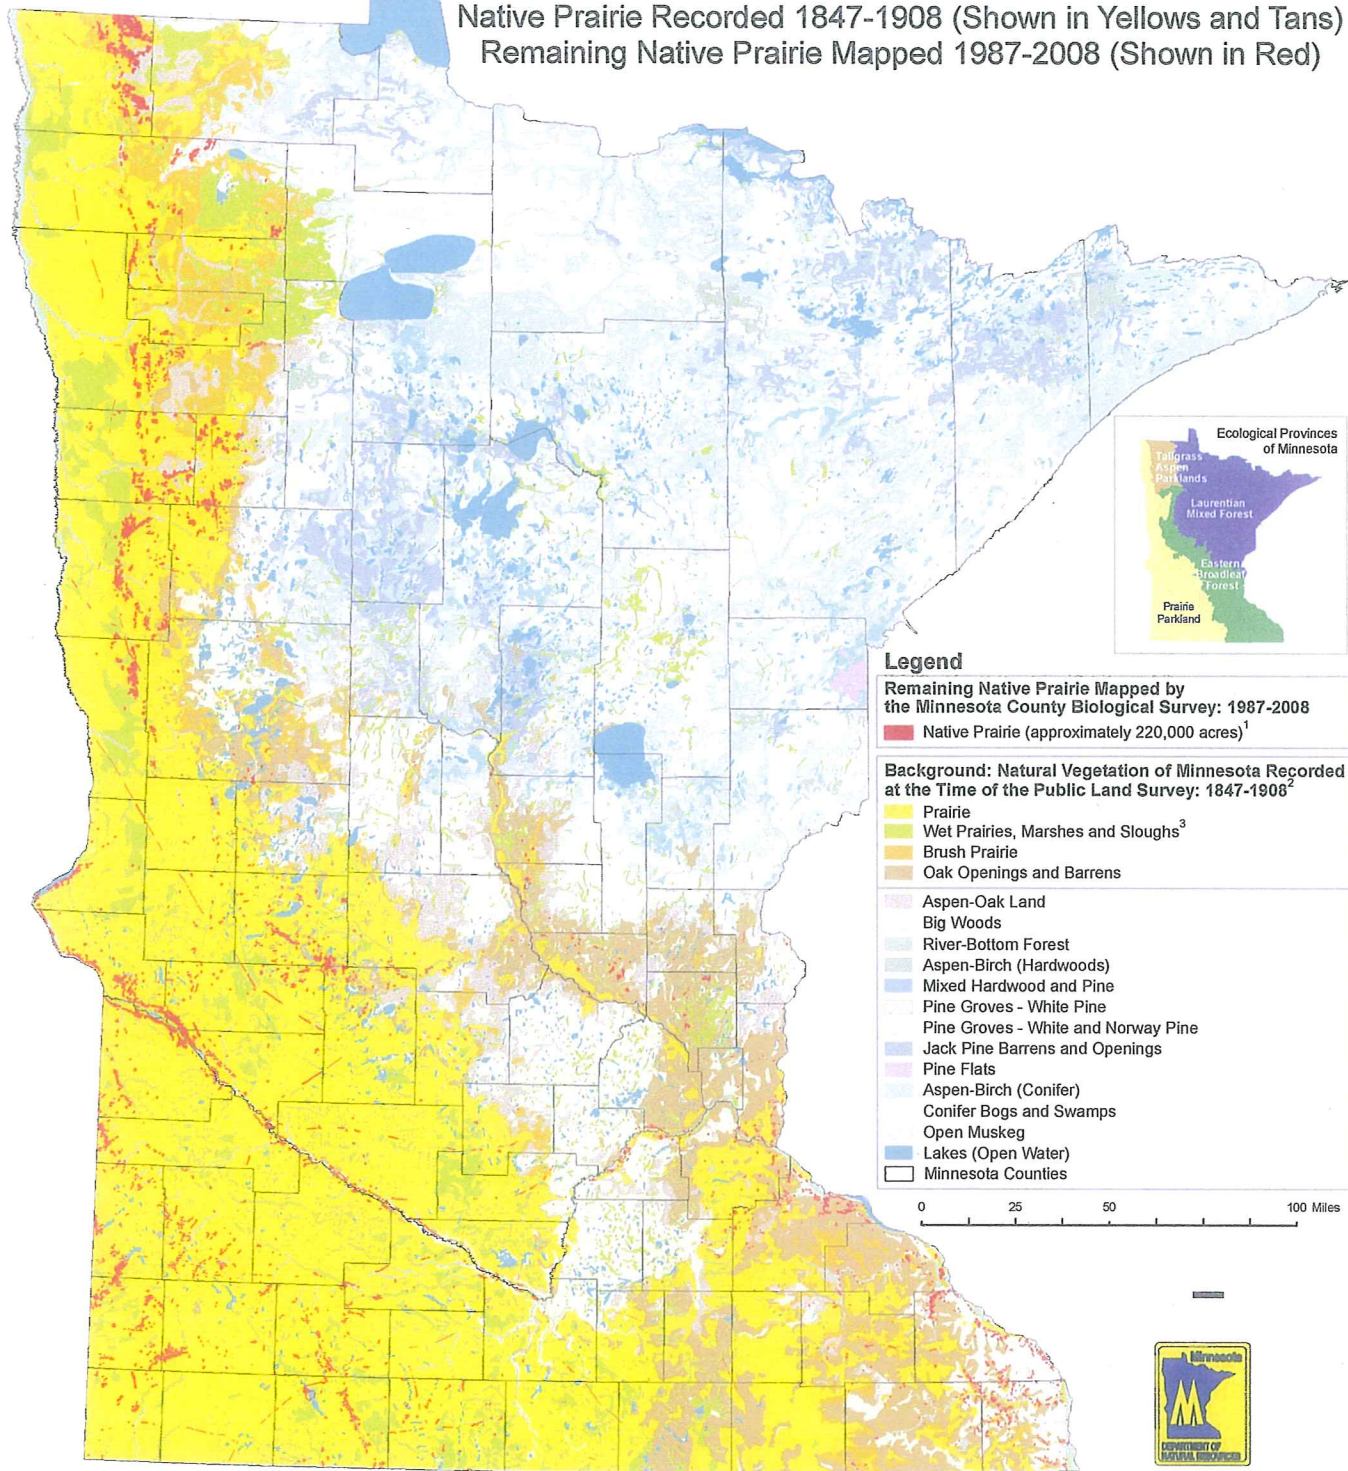 Native Prairie Recorded 1847-1908 (Shown in Yellows and Tans)
Remaining Native Prairie Mapped 1987-2008 (Shown in Red)
Ecological Provinces
of Minnesota
Tallgrass
Aspen
Parklands
Laurentian
Mixed Forest
Eastern
Broadleaf
Forest
Prairie
Parkland
Legend
Remaining Native Prairie Mapped by
the Minnesota County Biological Survey: 1987-2008
Native Prairie (approximately 220,000 acres)1
Background: Natural Vegetation of Minnesota Recorded
at the Time of the Public Land Survey: 1847-19082
Prairie
Wet Prairies, Marshes and Sloughs3
Brush Prairie
Oak Openings and Barrens
Aspen-Oak Land
Big Woods
River-Bottom Forest
Aspen-Birch (Hardwoods)
Mixed Hardwood and Pine
Pine Groves - White Pine
Pine Groves - White and Norway Pine
Jack Pine Barrens and Openings
Pine Flats
Aspen-Birch (Conifer)
Conifer Bogs and Swamps
Open Muskeg
Lakes (Open Water)
Minnesota Counties
0 25 50 100 Miles
Minnesota
DEPARTMENT OF
NATURAL RESOURCES